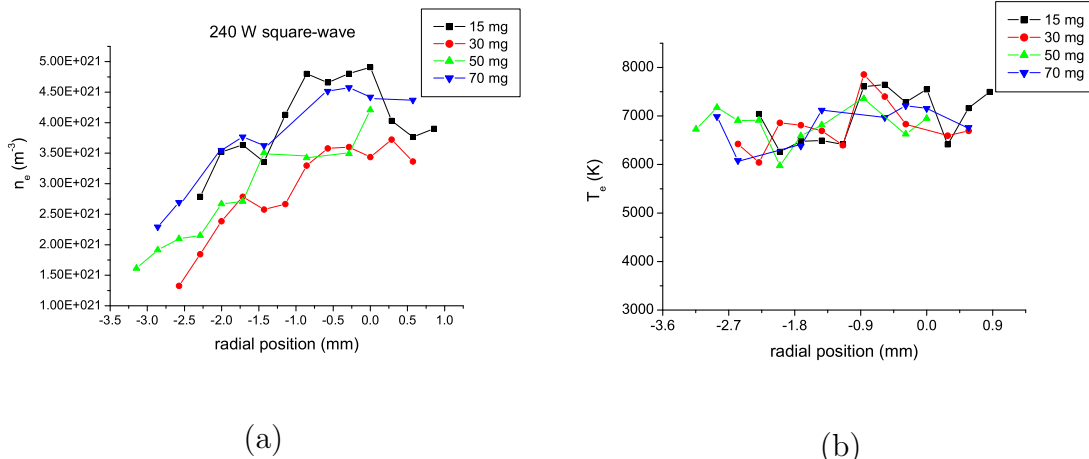 240 W square-wave
15 mg
30 mg
50 mg
70 mg
5.00E+021
4.50E+021
4.00E+021
3.50E+021
3.00E+021
2.50E+021
2.00E+021
1.50E+021
1.00E+021
n_e (m^-3)
-3.5 -3.0 -2.5 -2.0 -1.5 -1.0 -0.5 0.0 0.5 1.0
radial position (mm)
(a)
15 mg
30 mg
50 mg
70 mg
8000
7000
6000
5000
4000
3000
T_e (K)
-3.6 -2.7 -1.8 -0.9 0.0 0.9
radial position (mm)
(b)